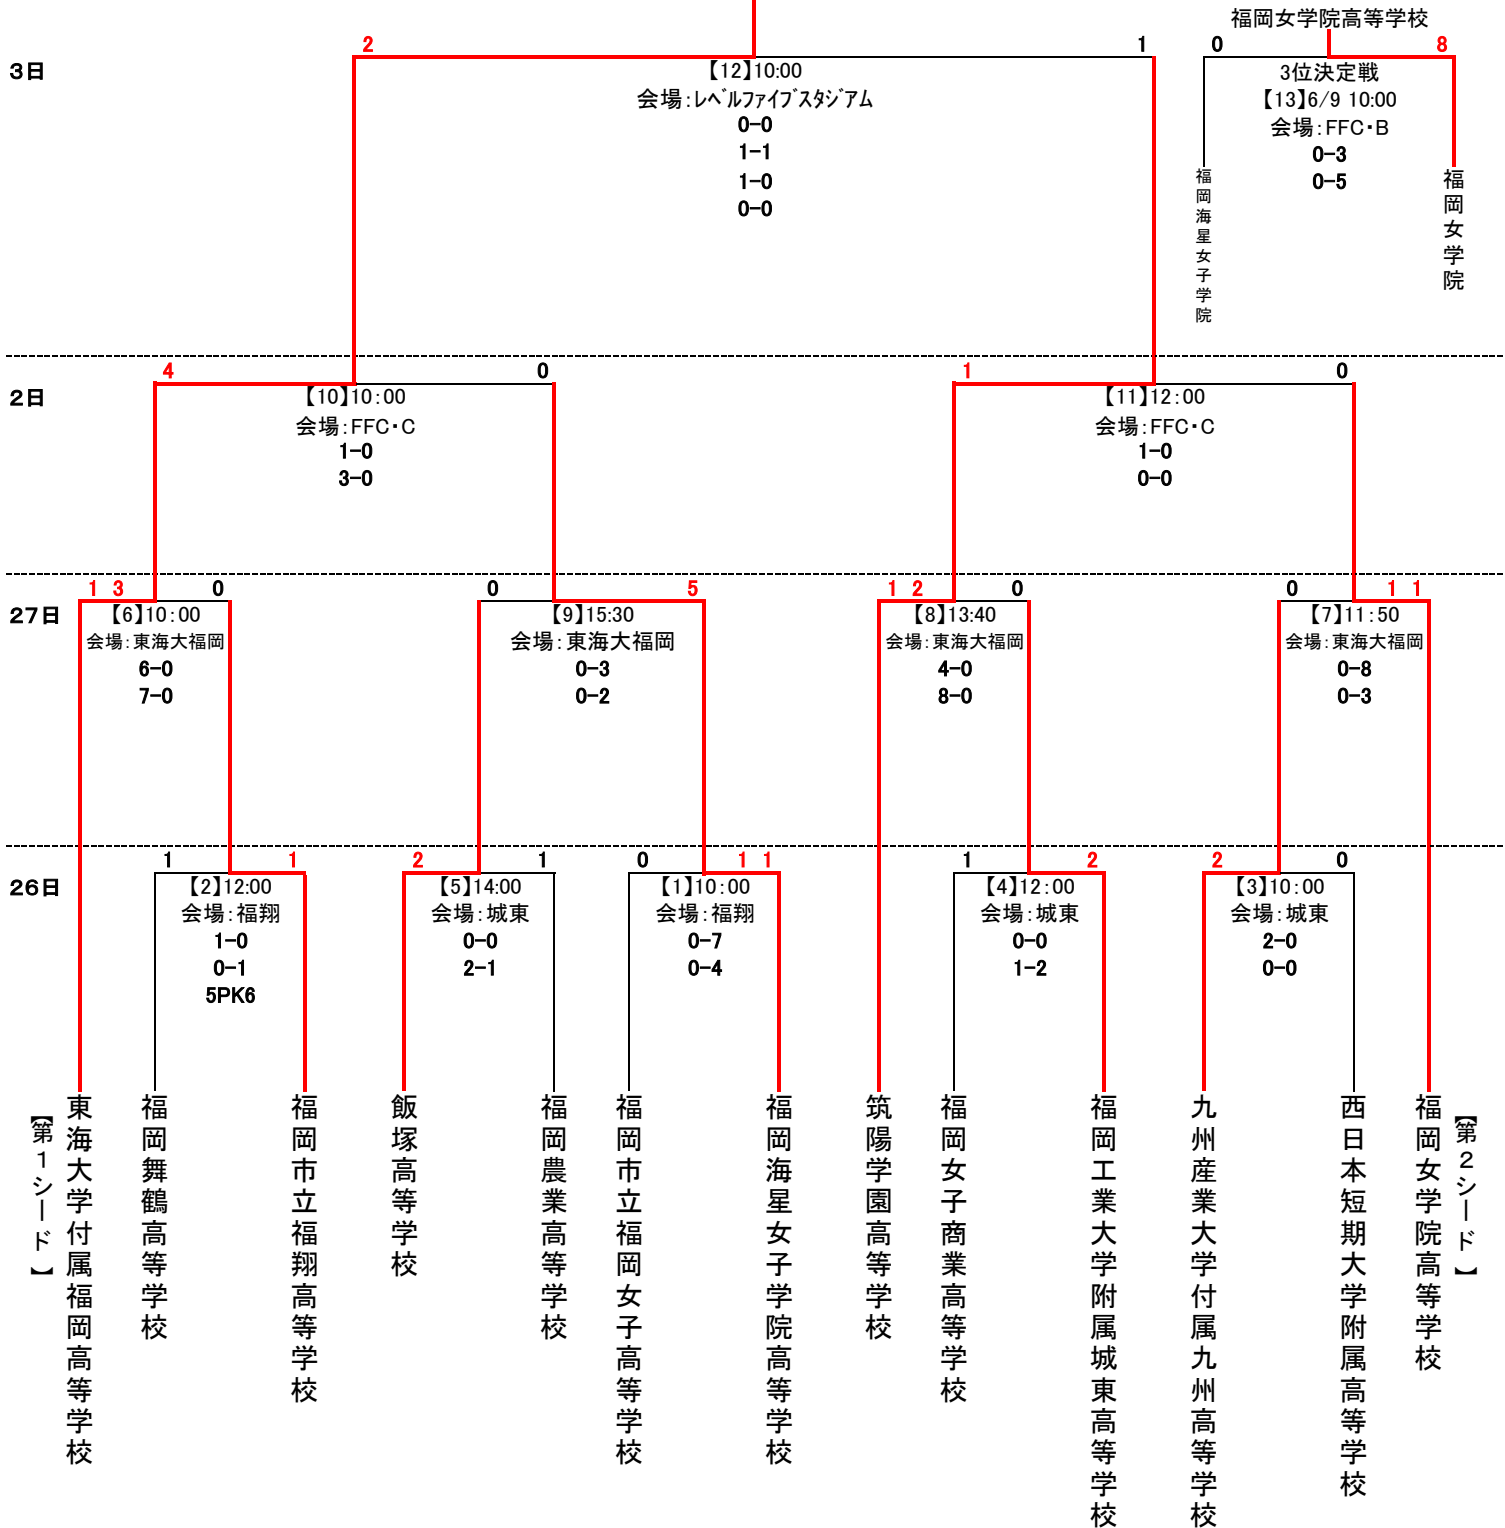 福岡女学院高等学校
2
1
0
8
3日
【12】10:00
会場:レベルファイブスタジアム
0-0
1-1
1-0
0-0
3位決定戦
【13】6/9 10:00
会場:FFC・B
0-3
0-5
福岡海星女子学院
福岡女学院
4
0
1
0
2日
【10】10:00
会場:FFC・C
1-0
3-0
【11】12:00
会場:FFC・C
1-0
0-0
1 3
0
0
5
1 2
0
0
1 1
27日
【6】10:00
会場:東海大福岡
6-0
7-0
【9】15:30
会場:東海大福岡
0-3
0-2
【8】13:40
会場:東海大福岡
4-0
8-0
【7】11:50
会場:東海大福岡
0-8
0-3
1
1
2
1
0
1 1
1
2
2
0
26日
【2】12:00
会場:福翔
1-0
0-1
5PK6
【5】14:00
会場:城東
0-0
2-1
【1】10:00
会場:福翔
0-7
0-4
【4】12:00
会場:城東
0-0
1-2
【3】10:00
会場:城東
2-0
0-0
【第1シード】
東海大学付属福岡高等学校
福岡舞鶴高等学校
福岡市立福翔高等学校
飯塚高等学校
福岡農業高等学校
福岡市立福岡女子高等学校
福岡海星女子学院高等学校
筑陽学園高等学校
福岡女子商業高等学校
福岡工業大学附属城東高等学校
九州産業大学付属九州高等学校
西日本短期大学附属高等学校
福岡女学院高等学校
【第2シード】